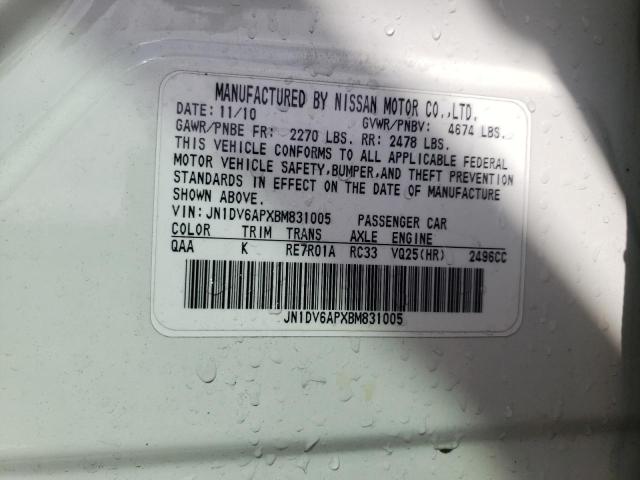 MANUFACTURED BY NISSAN MOTOR CO.,LTD.
DATE: 11/10 GVWR/PNBV: 4674 LBS.
GAWR/PNBE FR: 2270 LBS. RR: 2478 LBS.
THIS VEHICLE CONFORMS TO ALL APPLICABLE FEDERAL
MOTOR VEHICLE SAFETY,BUMPER,AND THEFT PREVENTION
STANDARDS IN EFFECT ON THE DATE OF MANUFACTURE
SHOWN ABOVE.
VIN: JN1DV6APXBM831005 PASSENGER CAR
COLOR TRIM TRANS AXLE ENGINE
QAA K RE7R01A RC33 VQ25(HR) 2496CC
JN1DV6APXBM831005